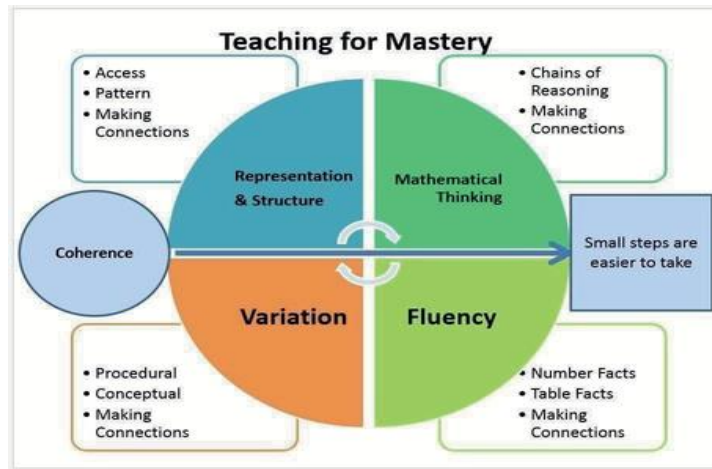 Teaching for Mastery
• Access
• Pattern
• Making
Connections
• Chains of
Reasoning
• Making
Connections
Representation
& Structure
Mathematical
Thinking
Coherence
Small steps are
easier to take
Variation
Fluency
• Procedural
• Conceptual
• Making
Connections
• Number Facts
• Table Facts
• Making
Connections